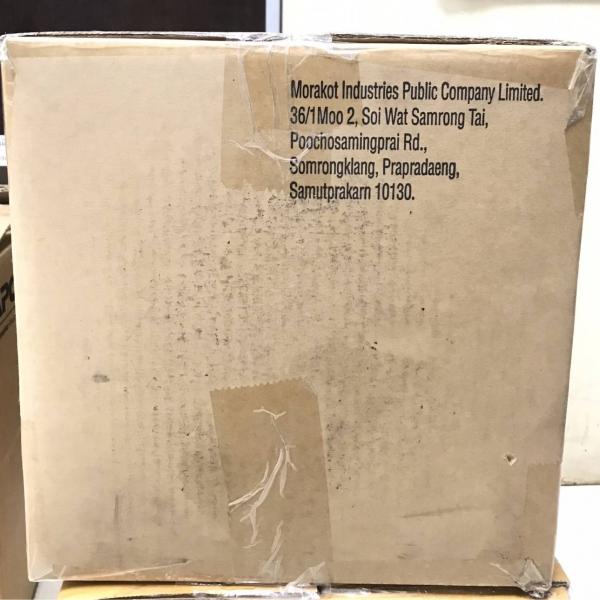 Morakot Industries Public Company Limited.
36/1Moo 2, Soi Wat Samrong Tai,
Poochosamingprai Rd.,
Somrongklang, Prapradaeng,
Samutprakarn 10130.